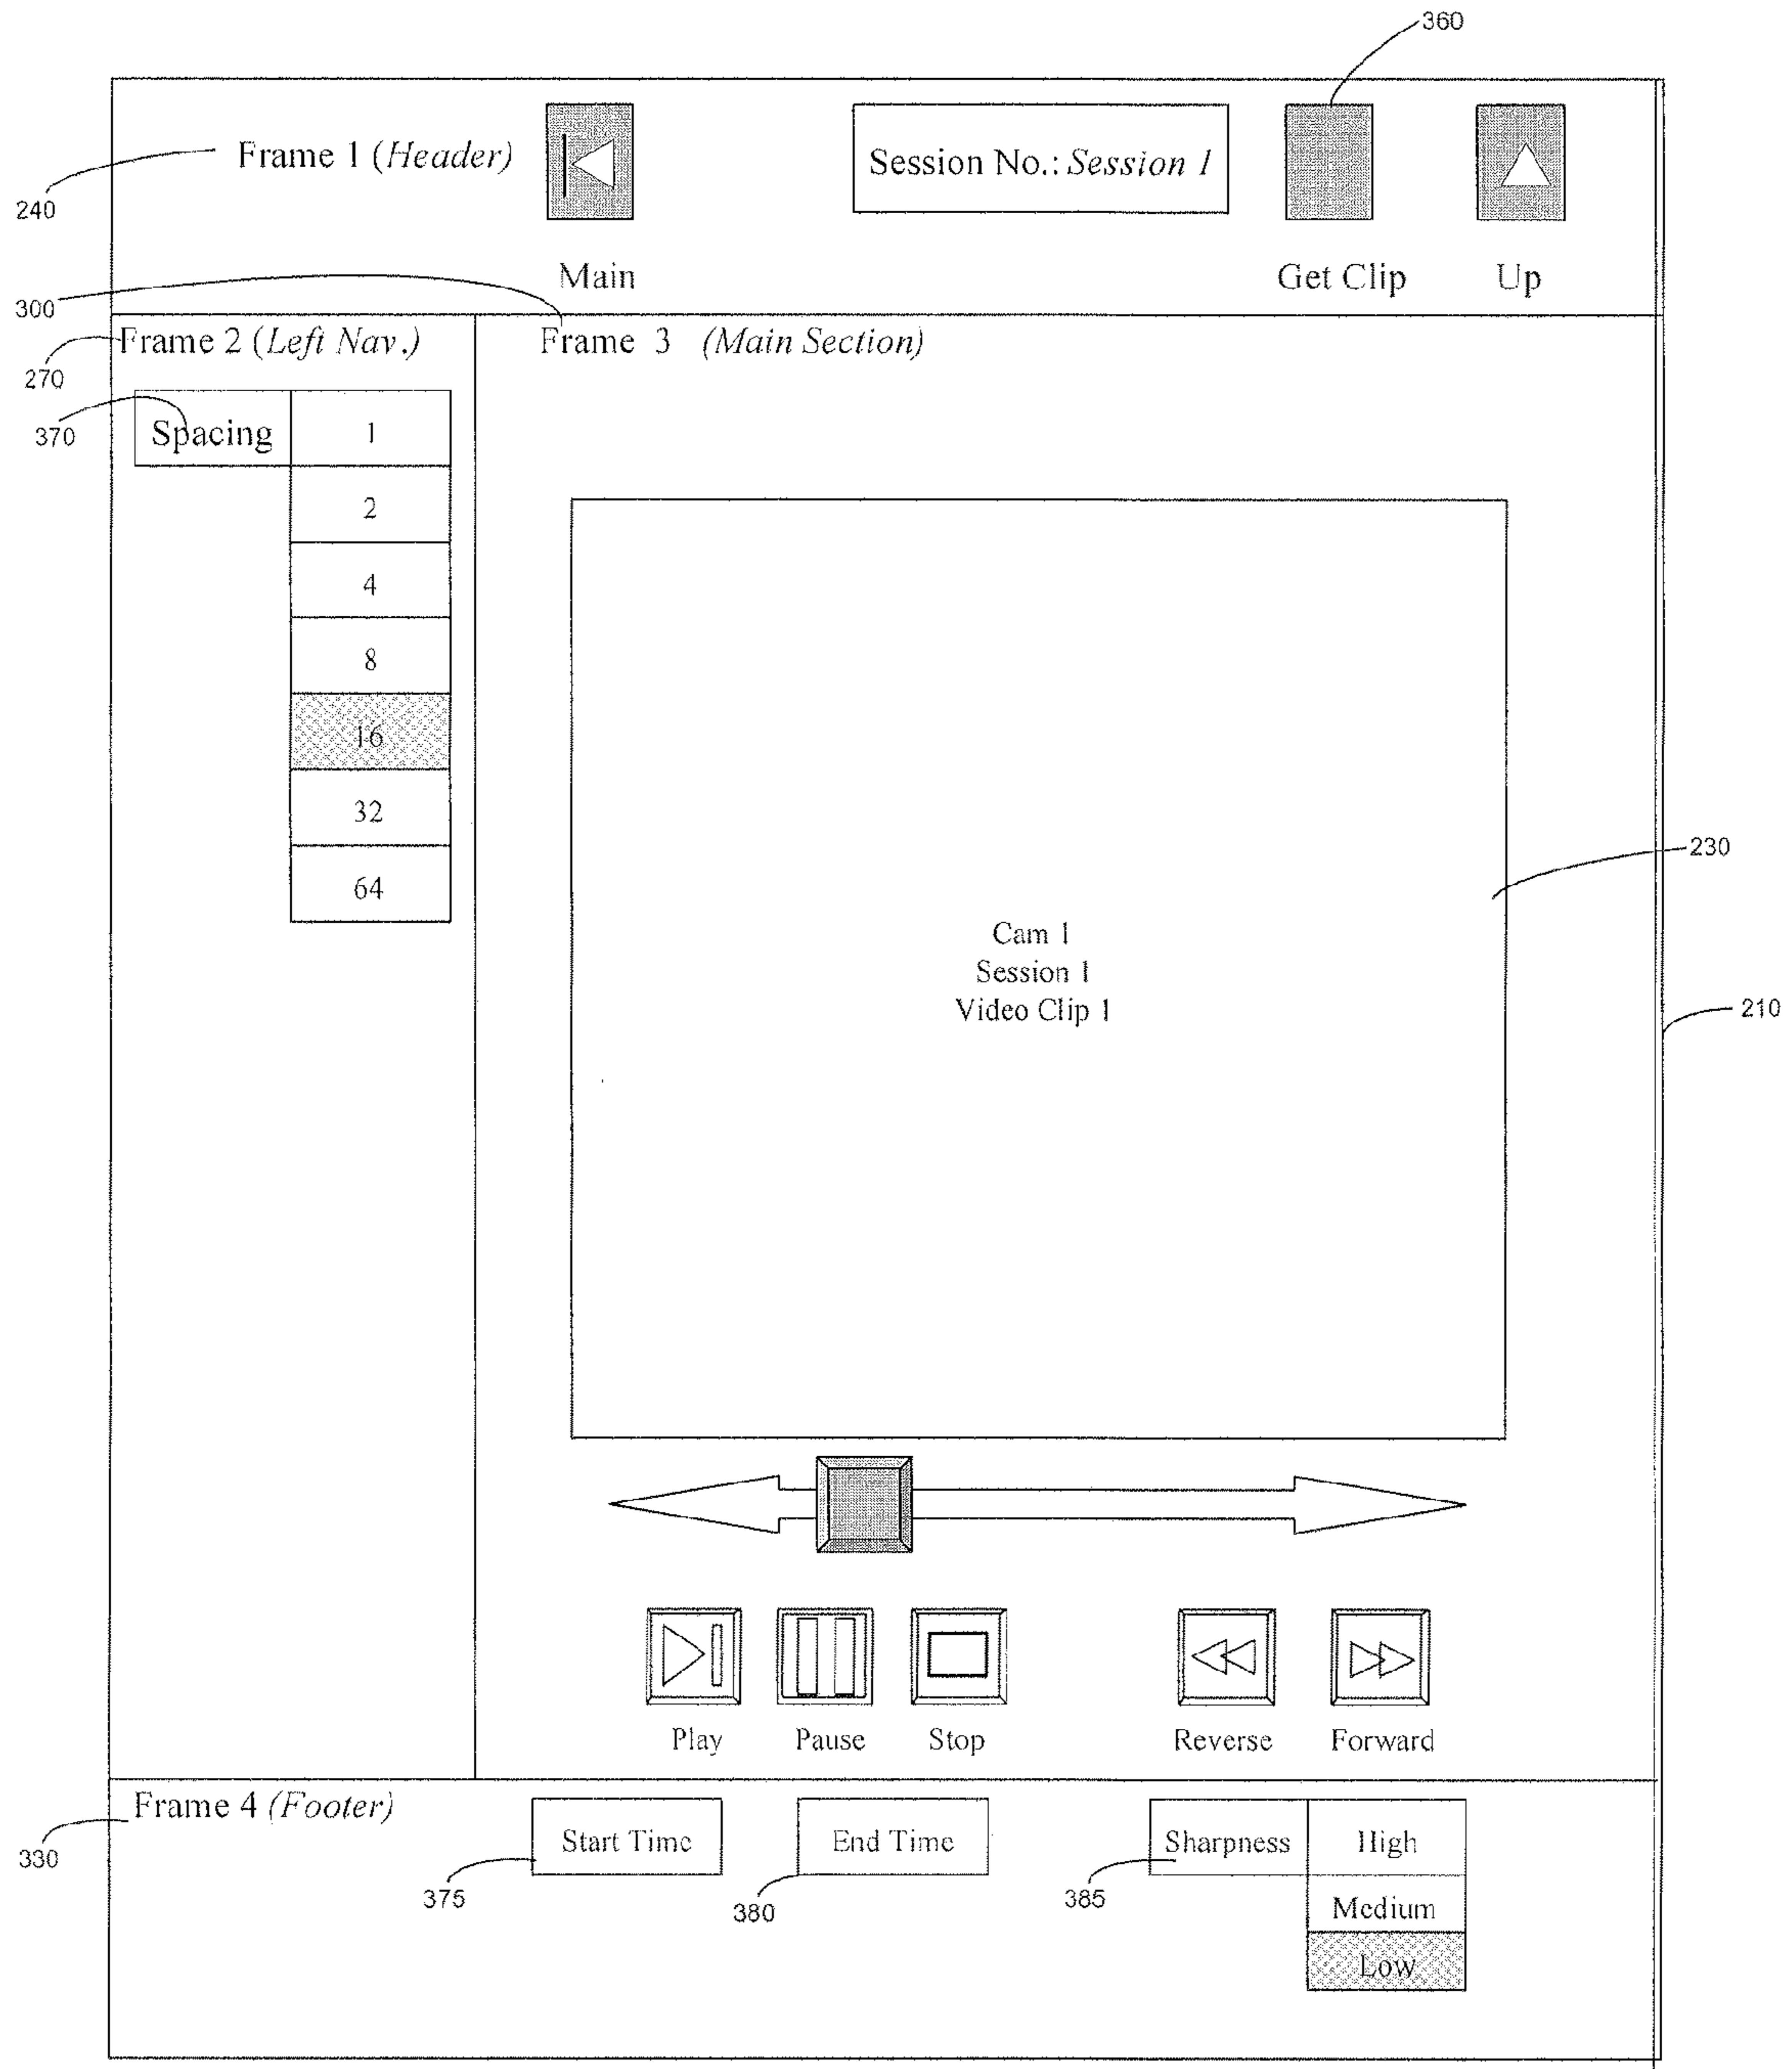 360
Frame 1 (Header)
Session No.: Session 1
240
Main
Get Clip
Up
300
Frame 2 (Left Nav.)
Frame 3 (Main Section)
270
370
Spacing
1
2
4
8
16
32
64
230
Cam 1
Session 1
Video Clip 1
210
Play
Pause
Stop
Reverse
Forward
Frame 4 (Footer)
330
Start Time
End Time
Sharpness
High
375
380
385
Medium
Low